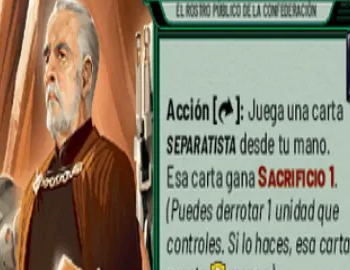 EL ROSTRO PÚBLICO DE LA CONFEDERACIÓN
Acción [↷]: Juega una carta
SEPARATISTA desde tu mano.
Esa carta gana SACRIFICIO 1.
(Puedes derrotar 1 unidad que
controles. Si lo haces, esa carta